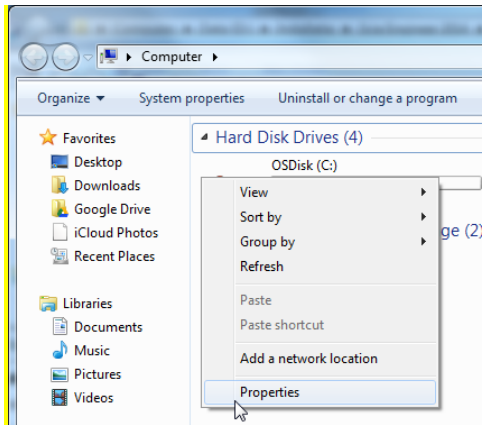 Computer
Organize System properties Uninstall or change a program
Favorites
Desktop
Downloads
Google Drive
iCloud Photos
Recent Places
Libraries
Documents
Music
Pictures
Videos
Hard Disk Drives (4)
OSDisk (C:)
ge (2)
View
Sort by
Group by
Refresh
Paste
Paste shortcut
Add a network location
Properties